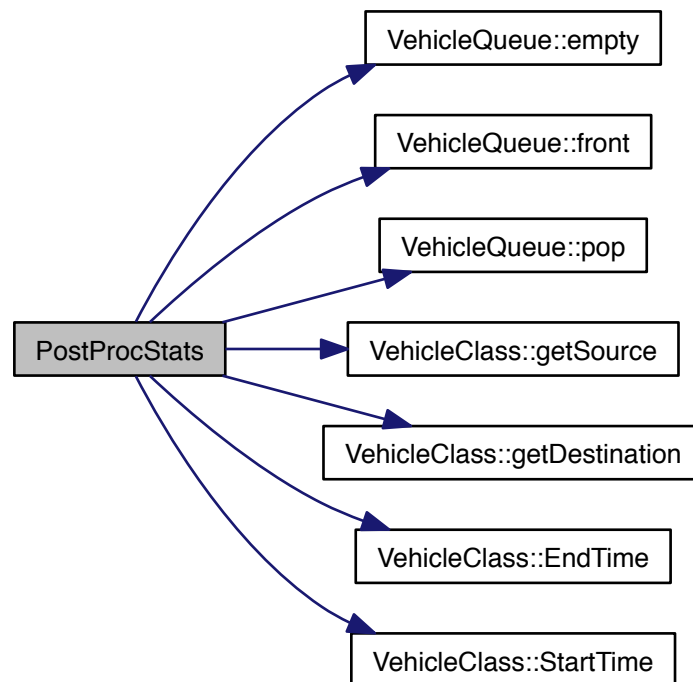 VehicleQueue::empty
VehicleQueue::front
VehicleQueue::pop
PostProcStats
VehicleClass::getSource
VehicleClass::getDestination
VehicleClass::EndTime
VehicleClass::StartTime